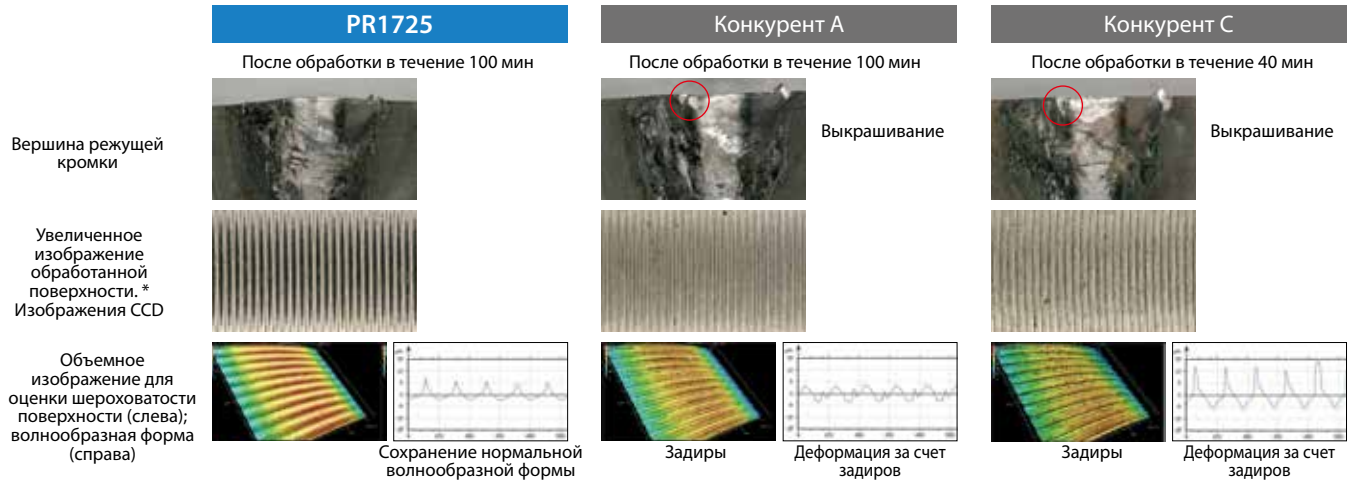 PR1725
Конкурент А
Конкурент С
После обработки в течение 100 мин
После обработки в течение 100 мин
После обработки в течение 40 мин
Вершина режущей
кромки
Выкрашивание
Выкрашивание
Увеличенное
изображение
обработанной
поверхности. *
Изображения CCD
Объемное
изображение для
оценки шероховатости
поверхности (слева);
волнообразная форма
(справа)
Сохранение нормальной
волнообразной формы
Задиры
Деформация за счет
задиров
Задиры
Деформация за счет
задиров